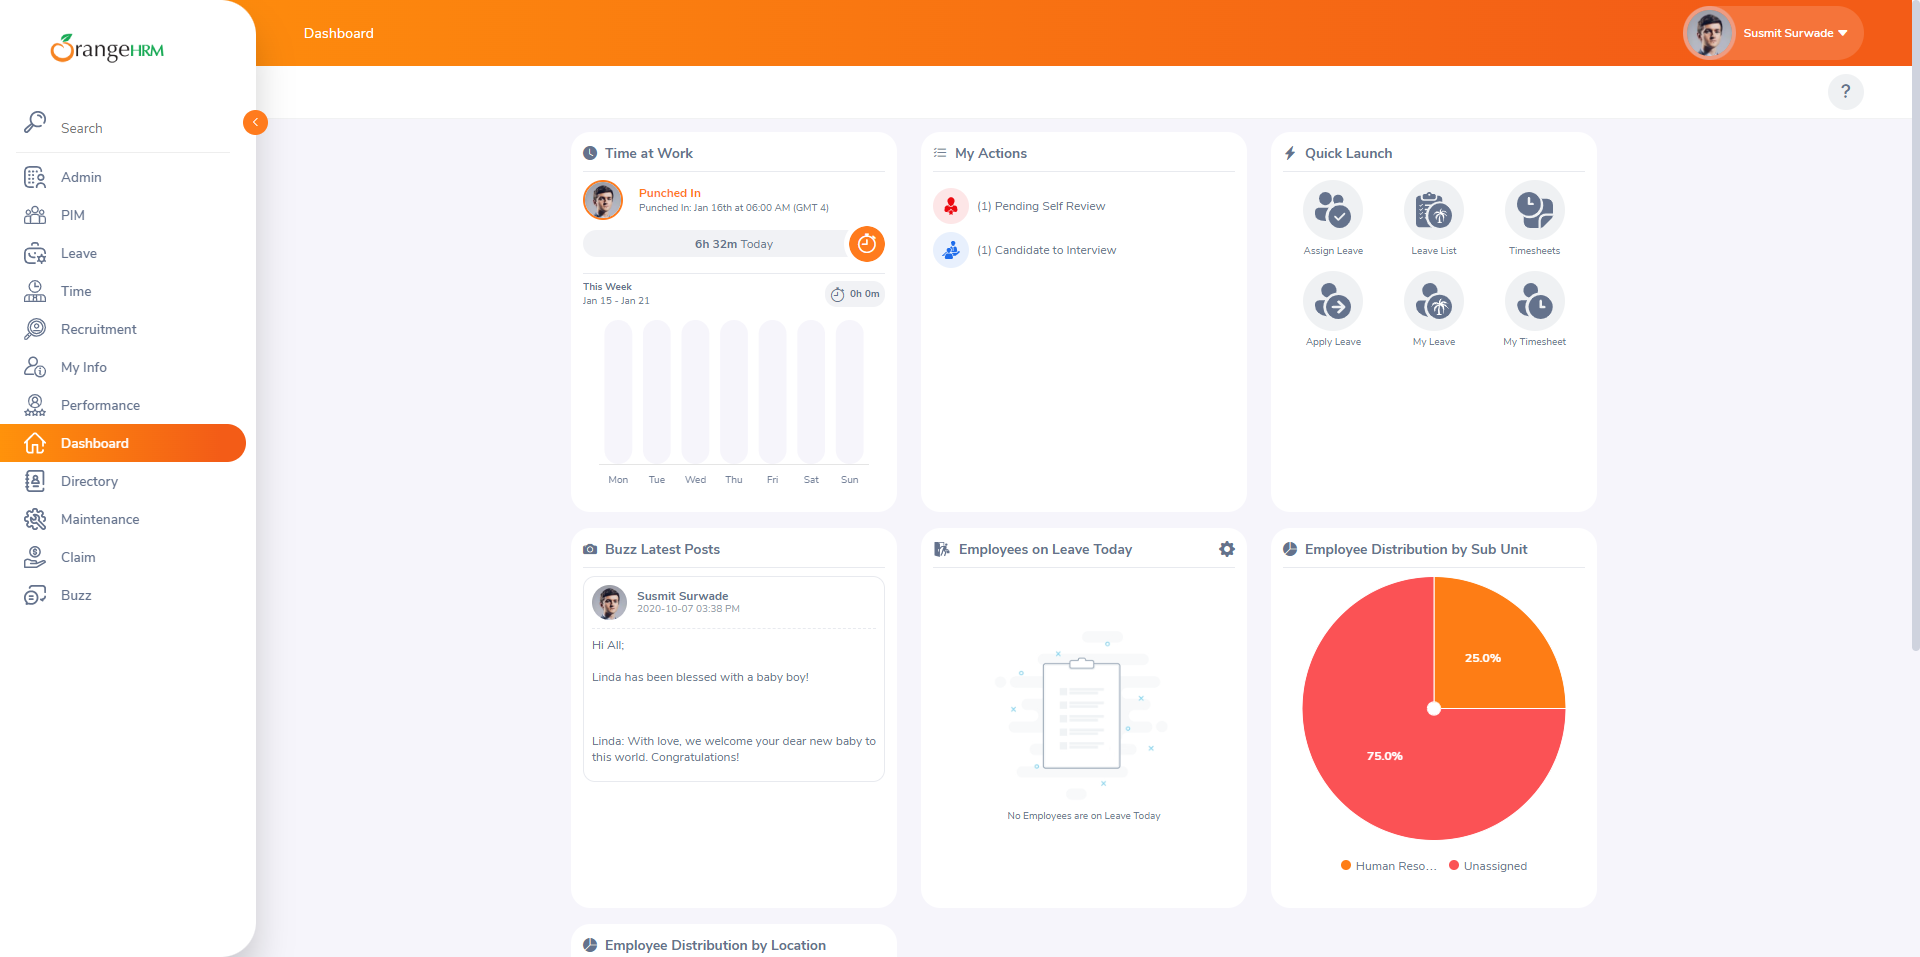 OrangeHRM
Search
Admin
PIM
Leave
Time
Recruitment
My Info
Performance
Dashboard
Directory
Maintenance
Claim
Buzz
Dashboard
Susmit Surwade
?
Time at Work
Punched In
Punched In: Jan 16th at 06:00 AM (GMT 4)
6h 32m Today
This Week
Jan 15 - Jan 21
0h 0m
Mon Tue Wed Thu Fri Sat Sun
My Actions
(1) Pending Self Review
(1) Candidate to Interview
Quick Launch
Assign Leave Leave List Timesheets
Apply Leave My Leave My Timesheet
Buzz Latest Posts
Susmit Surwade
2020-10-07 03:38 PM
Hi All;
Linda has been blessed with a baby boy!
Linda: With love, we welcome your dear new baby to
this world. Congratulations!
Employees on Leave Today
No Employees are on Leave Today
Employee Distribution by Sub Unit
25.0%
75.0%
Human Reso... Unassigned
Employee Distribution by Location